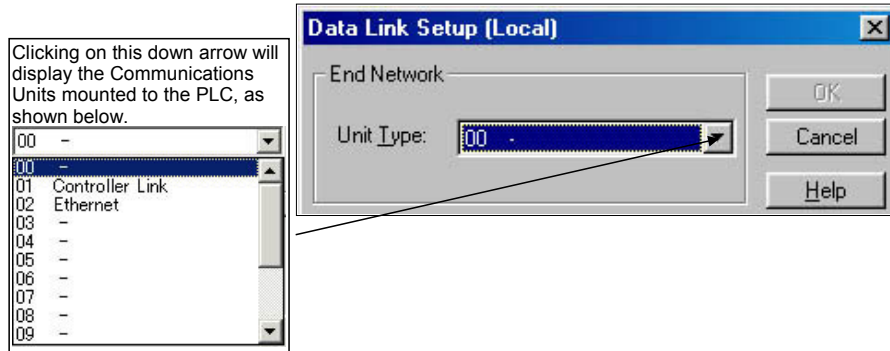 Clicking on this down arrow will
display the Communications
Units mounted to the PLC, as
shown below.
00 -
00 -
01 Controller Link
02 Ethernet
03 -
04 -
05 -
06 -
07 -
08 -
09 -
Data Link Setup (Local)
End Network
Unit Type: 00 -
OK
Cancel
Help